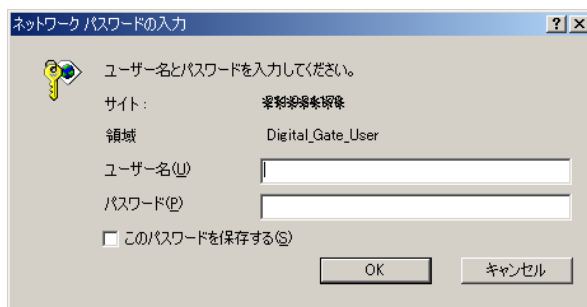 ネットワーク パスワードの入力
ユーザー名とパスワードを入力してください。
サイト:
領域 Digital_Gate_User
ユーザー名(U)
パスワード(P)
このパスワードを保存する(S)
OK キャンセル